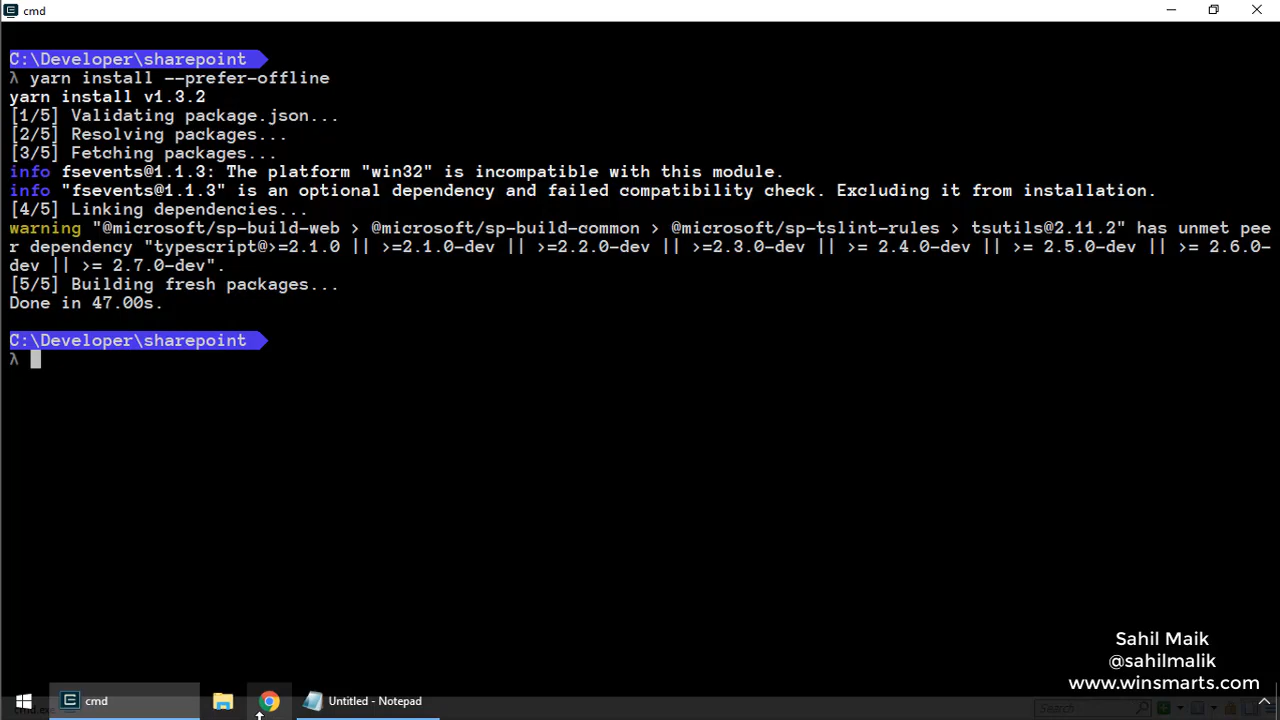 cmd
C:\Developer\sharepoint
λ yarn install --prefer-offline
yarn install v1.3.2
[1/5] Validating package.json...
[2/5] Resolving packages...
[3/5] Fetching packages...
info fsevents@1.1.3: The platform "win32" is incompatible with this module.
info "fsevents@1.1.3" is an optional dependency and failed compatibility check. Excluding it from installation.
[4/5] Linking dependencies...
warning "@microsoft/sp-build-web > @microsoft/sp-build-common > @microsoft/sp-tslint-rules > tsutils@2.11.2" has unmet pee
r dependency "typescript@>=2.1.0 || >=2.1.0-dev || >=2.2.0-dev || >=2.3.0-dev || >= 2.4.0-dev || >= 2.5.0-dev || >= 2.6.0-
dev || >= 2.7.0-dev".
[5/5] Building fresh packages...
Done in 47.00s.
C:\Developer\sharepoint
λ
Sahil Maik
@sahilmalik
www.winsmarts.com
cmd
Untitled - Notepad
cmd.exe
Search